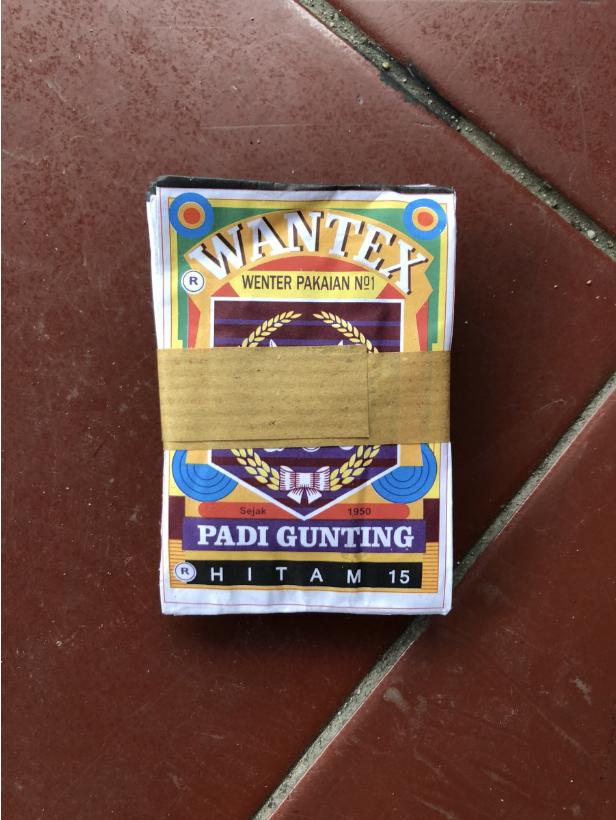 WANTEX
®
WENTER PAKAIAN Nº1
Sejak 1950
PADI GUNTING
® HITAM 15